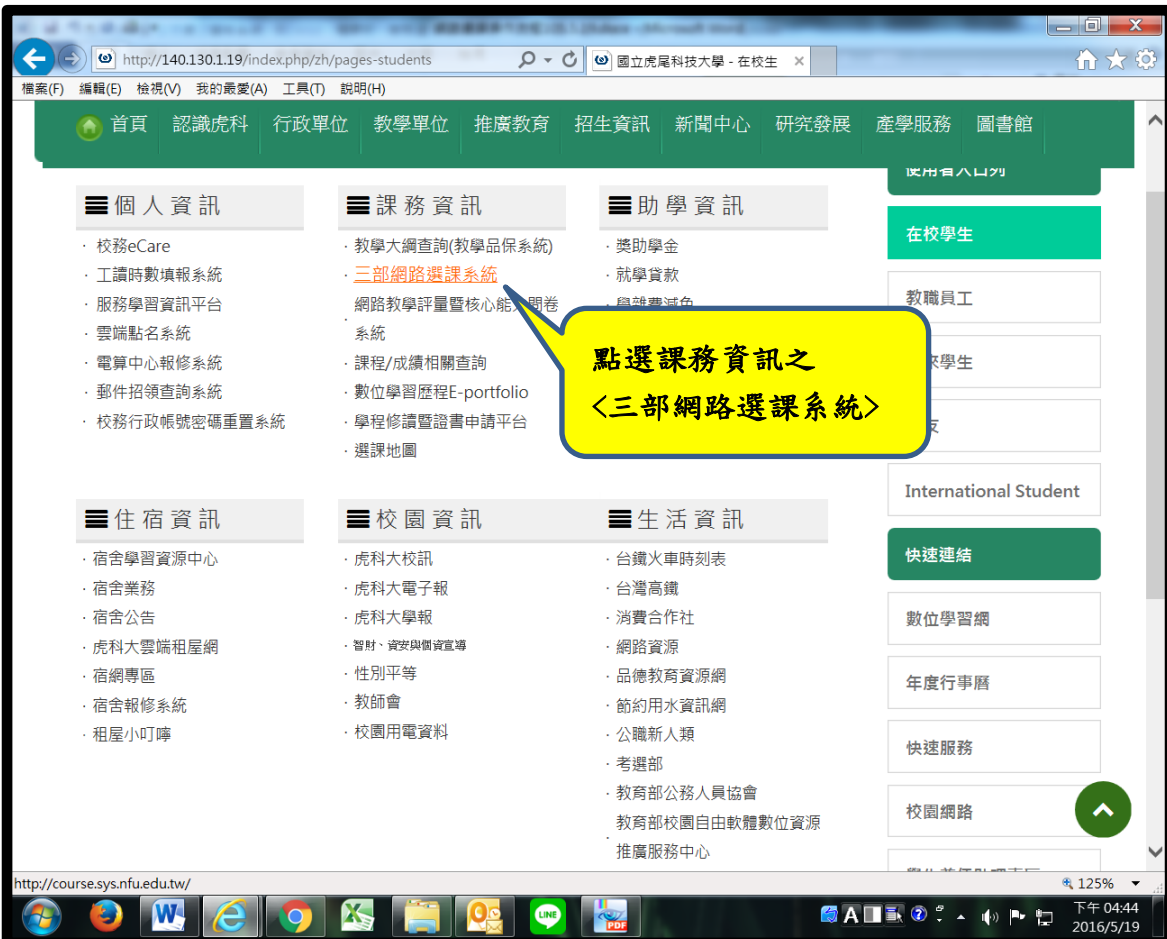 http://140.130.1.19/index.php/zh/pages-students
國立虎尾科技大學 - 在校生
檔案(F) 編輯(E) 檢視(V) 我的最愛(A) 工具(T) 說明(H)
首頁 認識虎科 行政單位 教學單位 推廣教育 招生資訊 新聞中心 研究發展 產學服務 圖書館
個人資訊
· 校務eCare
· 工讀時數填報系統
· 服務學習資訊平台
· 雲端點名系統
· 電算中心報修系統
· 郵件招領查詢系統
· 校務行政帳號密碼重置系統
課務資訊
· 教學大綱查詢(教學品保系統)
· 三部網路選課系統
· 網路教學評量暨核心能力問卷
系統
· 課程/成績相關查詢
· 數位學習歷程E-portfolio
· 學程修讀暨證書申請平台
· 選課地圖
助學資訊
· 獎助學金
· 就學貸款
· 學雜費減免
點選課務資訊之
<三部網路選課系統>
住宿資訊
· 宿舍學習資源中心
· 宿舍業務
· 宿舍公告
· 虎科大雲端租屋網
· 宿網專區
· 宿舍報修系統
· 租屋小叮嚀
校園資訊
· 虎科大校訊
· 虎科大電子報
· 虎科大學報
· 智財、資安與個資宣導
· 性別平等
· 教師會
· 校園用電資料
生活資訊
· 台鐵火車時刻表
· 台灣高鐵
· 消費合作社
· 網路資源
· 品德教育資源網
· 節約用水資訊網
· 公職新人類
· 考選部
· 教育部公務人員協會
· 教育部校園自由軟體數位資源
推廣服務中心
在校學生
教職員工
學生
友
International Student
快速連結
數位學習網
年度行事曆
快速服務
校園網路
http://course.sys.nfu.edu.tw/
125%
下午 04:44
2016/5/19